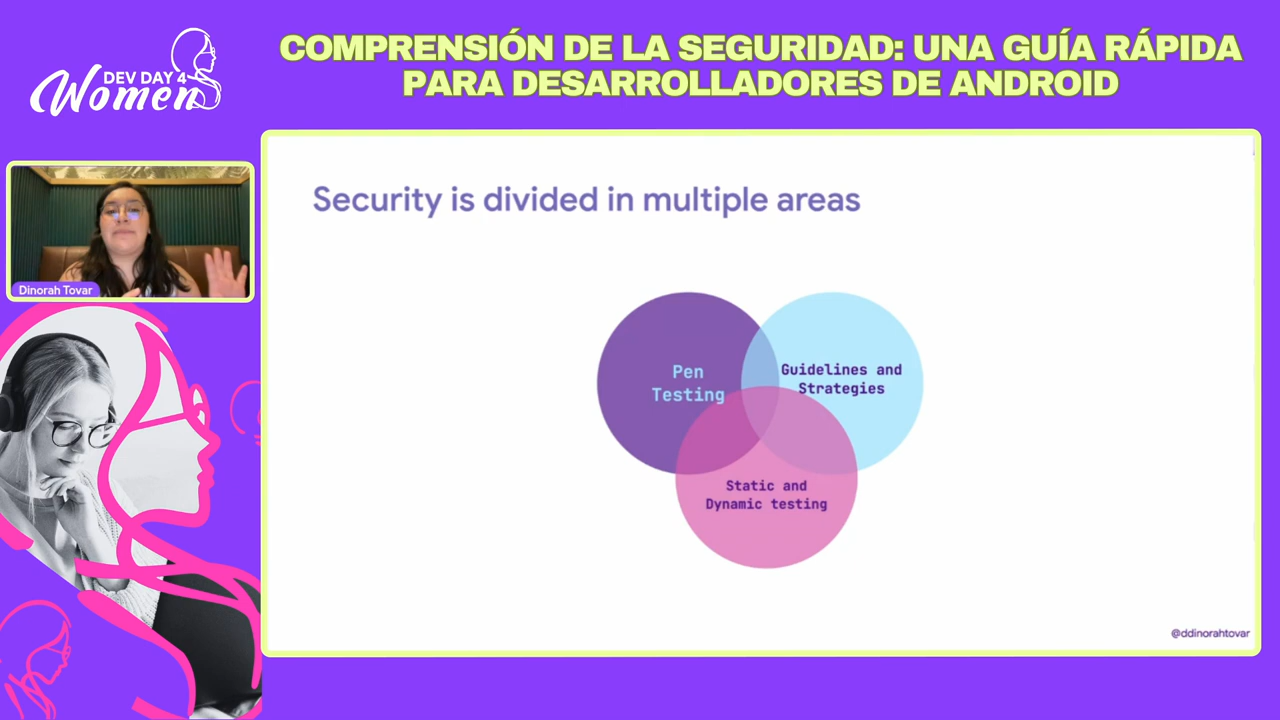 DEV DAY 4
Women
COMPRENSIÓN DE LA SEGURIDAD: UNA GUÍA RÁPIDA
PARA DESARROLLADORES DE ANDROID
Dinorah Tovar
Security is divided in multiple areas
Pen
Testing
Guidelines and
Strategies
Static and
Dynamic testing
@ddinorahtovar